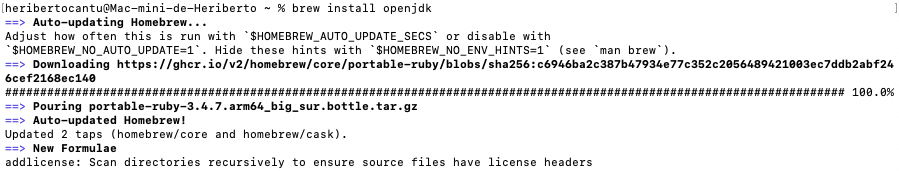 [heribertocantu@Mac-mini-de-Heriberto ~ % brew install openjdk ]
==> Auto-updating Homebrew...
Adjust how often this is run with `$HOMEBREW_AUTO_UPDATE_SECS` or disable with
`$HOMEBREW_NO_AUTO_UPDATE=1`. Hide these hints with `$HOMEBREW_NO_ENV_HINTS=1` (see `man brew`).
==> Downloading https://ghcr.io/v2/homebrew/core/portable-ruby/blobs/sha256:c6946ba2c387b47934e77c352c2056489421003ec7ddb2abf24
6cef2168ec140
######################################################################################################################### 100.0%
==> Pouring portable-ruby-3.4.7.arm64_big_sur.bottle.tar.gz
==> Auto-updated Homebrew!
Updated 2 taps (homebrew/core and homebrew/cask).
==> New Formulae
addlicense: Scan directories recursively to ensure source files have license headers